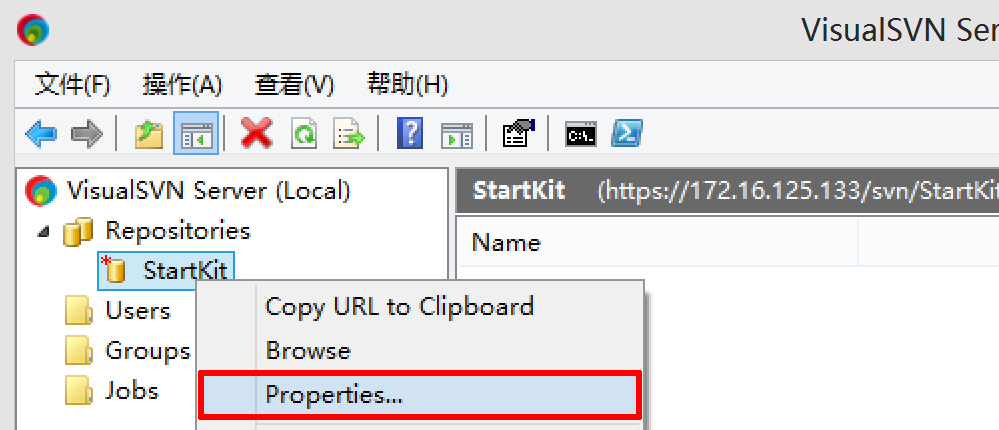 VisualSVN Ser
文件(F) 操作(A) 查看(V) 帮助(H)
VisualSVN Server (Local)
Repositories
StartKit
Users
Groups
Jobs
StartKit (https://172.16.125.133/svn/StartKit
Name
Copy URL to Clipboard
Browse
Properties...